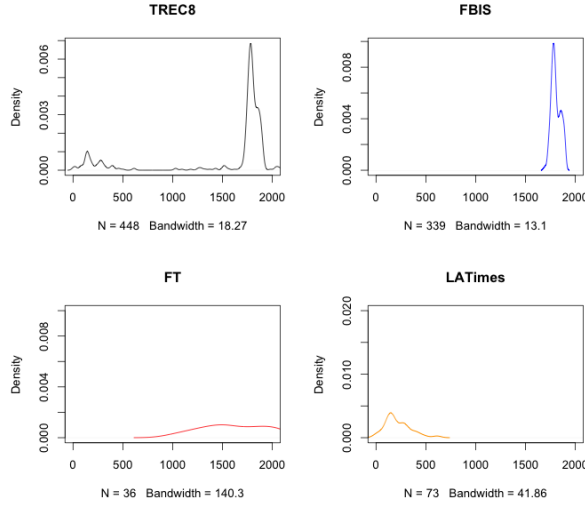 TREC8
Density
0.000 0.003 0.006
0 500 1000 1500 2000
N = 448 Bandwidth = 18.27
FBIS
Density
0.000 0.004 0.008
0 500 1000 1500 2000
N = 339 Bandwidth = 13.1
FT
Density
0.000 0.004 0.008
0 500 1000 1500 2000
N = 36 Bandwidth = 140.3
LATimes
Density
0.000 0.010 0.020
0 500 1000 1500 2000
N = 73 Bandwidth = 41.86